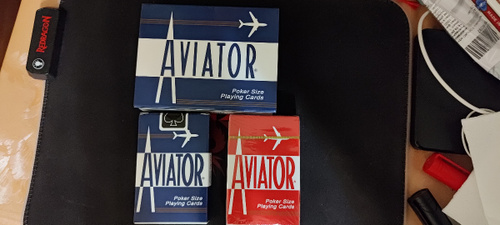 REDRAGON
AVIATOR
Poker Size
Playing Cards
AVIATOR
Poker Size
Playing Cards
AVIATOR
Poker Size
Playing Cards